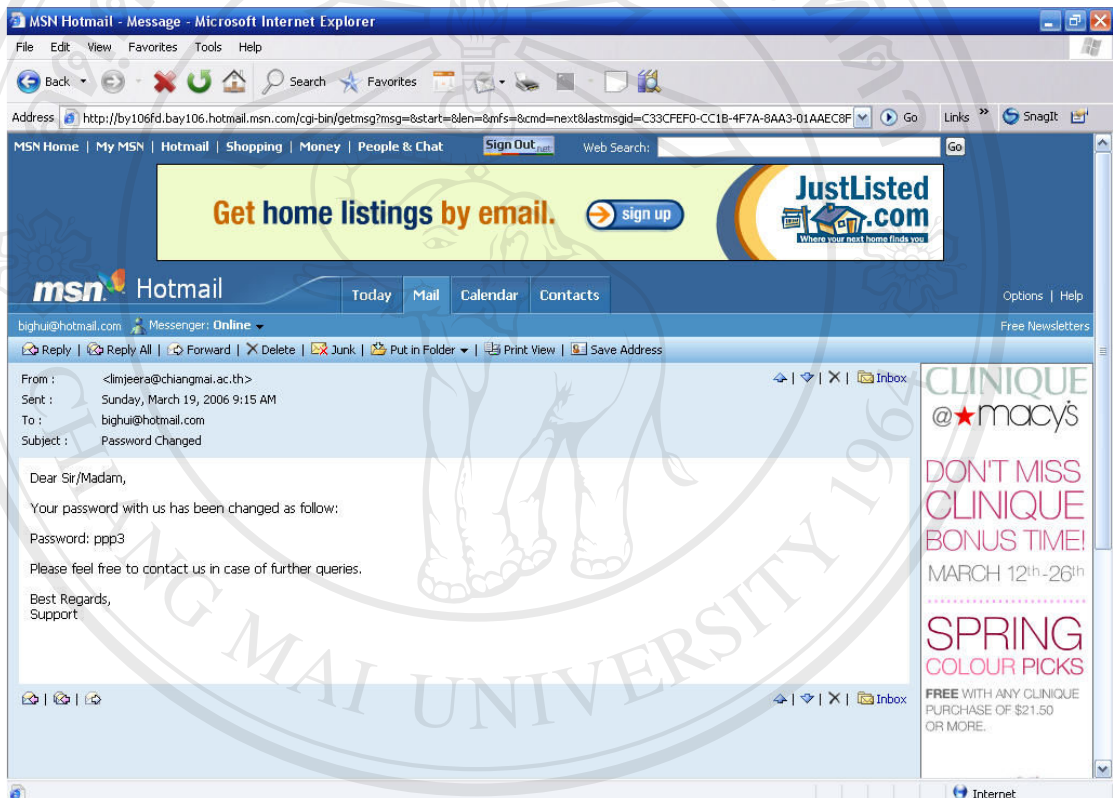 MSN Hotmail - Message - Microsoft Internet Explorer
File Edit View Favorites Tools Help
Back Search Favorites
Address http://by106fd.bay106.hotmail.msn.com/cgi-bin/getmsg?msg=&start=&len=&mfs=&cmd=next&lastmsgid=C33CFEF0-CC1B-4F7A-8AA3-01AAEC8F Go Links » SnagIt
MSN Home | My MSN | Hotmail | Shopping | Money | People & Chat Sign Out.net Web Search: Go
Get home listings by email. sign up JustListed.com
Where your next home finds you
msn Hotmail Today Mail Calendar Contacts Options | Help
bighui@hotmail.com Messenger: Online Free Newsletters
Reply | Reply All | Forward | Delete | Junk | Put in Folder | Print View | Save Address
From : <limjeera@chiangmai.ac.th> Inbox
Sent : Sunday, March 19, 2006 9:15 AM
To : bighui@hotmail.com
Subject : Password Changed
Dear Sir/Madam,
Your password with us has been changed as follow:
Password: ppp3
Please feel free to contact us in case of further queries.
Best Regards,
Support
Inbox
CLINIQUE
@ macy's
DON'T MISS
CLINIQUE
BONUS TIME!
MARCH 12th-26th
SPRING
COLOUR PICKS
FREE WITH ANY CLINIQUE
PURCHASE OF $21.50
OR MORE.
Internet
CHIANG MAI UNIVERSITY 1964